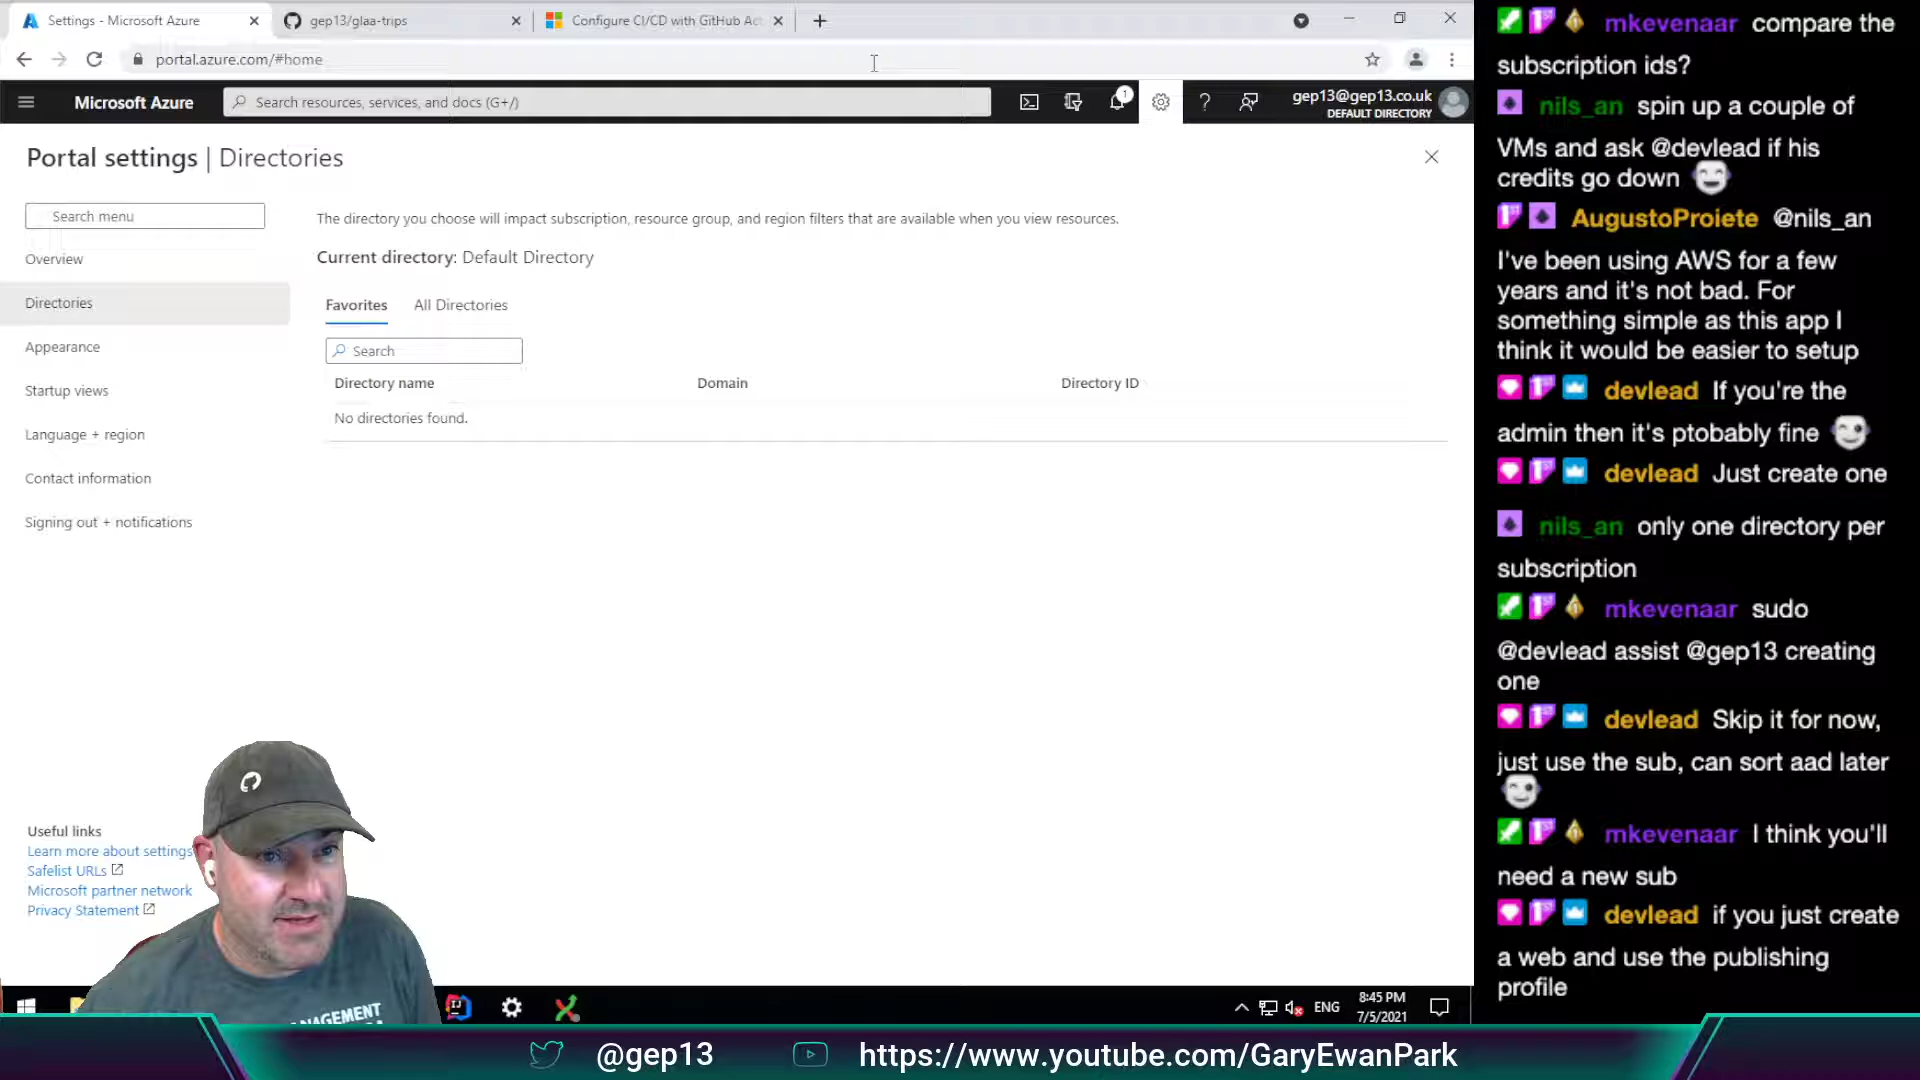 Settings - Microsoft Azure
gep13/glaa-trips
Configure CI/CD with GitHub Act
portal.azure.com/#home
Microsoft Azure
Search resources, services, and docs (G+/)
1
gep13@gep13.co.uk
DEFAULT DIRECTORY
Portal settings | Directories
Search menu
Overview
Directories
Appearance
Startup views
Language + region
Contact information
Signing out + notifications
The directory you choose will impact subscription, resource group, and region filters that are available when you view resources.
Current directory: Default Directory
Favorites
All Directories
Search
Directory name
Domain
Directory ID
No directories found.
Useful links
Learn more about settings
Safelist URLs
Microsoft partner network
Privacy Statement
ENG
8:45 PM
7/5/2021
@gep13
https://www.youtube.com/GaryEwanPark
mkevenaar compare the
subscription ids?
nils_an spin up a couple of
VMs and ask @devlead if his
credits go down
AugustoProiete @nils_an
I've been using AWS for a few
years and it's not bad. For
something simple as this app I
think it would be easier to setup
devlead If you're the
admin then it's ptobably fine
devlead Just create one
nils_an only one directory per
subscription
mkevenaar sudo
@devlead assist @gep13 creating
one
devlead Skip it for now,
just use the sub, can sort aad later
mkevenaar I think you'll
need a new sub
devlead if you just create
a web and use the publishing
profile